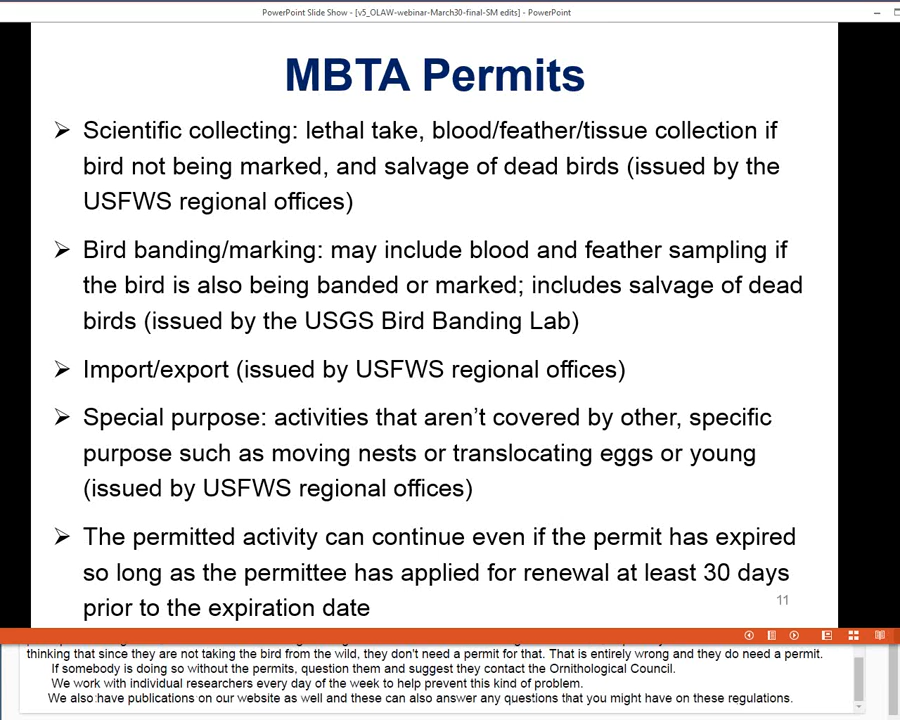 PowerPoint Slide Show - [v5_OLAW-webinar-March30-final-SM edits] - PowerPoint
MBTA Permits
➢ Scientific collecting: lethal take, blood/feather/tissue collection if
bird not being marked, and salvage of dead birds (issued by the
USFWS regional offices)
➢ Bird banding/marking: may include blood and feather sampling if
the bird is also being banded or marked; includes salvage of dead
birds (issued by the USGS Bird Banding Lab)
➢ Import/export (issued by USFWS regional offices)
➢ Special purpose: activities that aren’t covered by other, specific
purpose such as moving nests or translocating eggs or young
(issued by USFWS regional offices)
➢ The permitted activity can continue even if the permit has expired
so long as the permittee has applied for renewal at least 30 days
prior to the expiration date
11
thinking that since they are not taking the bird from the wild, they don't need a permit for that. That is entirely wrong and they do need a permit.
If somebody is doing so without the permits, question them and suggest they contact the Ornithological Council.
We work with individual researchers every day of the week to help prevent this kind of problem.
We also have publications on our website as well and these can also answer any questions that you might have on these regulations.